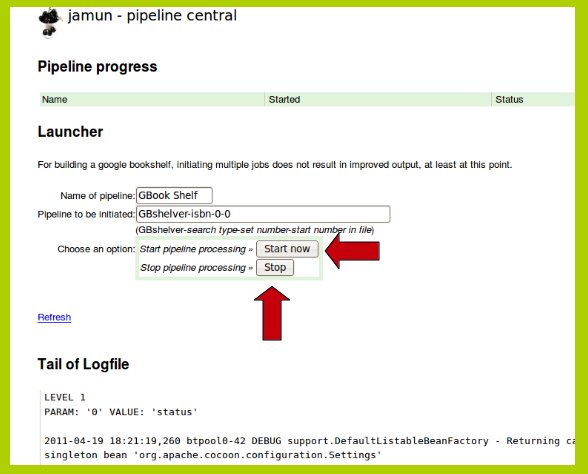 jamun - pipeline central
Pipeline progress
Name Started Status
Launcher
For building a google bookshelf, initiating multiple jobs does not result in improved output, at least at this point.
Name of pipeline: GBook Shelf
Pipeline to be initiated: GBshelver-isbn-0-0
(GBshelver-search type-set number-start number in file)
Choose an option: Start pipeline processing » Start now
Stop pipeline processing » Stop
Refresh
Tail of Logfile
LEVEL 1
PARAM: '0' VALUE: 'status'
2011-04-19 18:21:19,260 btpool0-42 DEBUG support.DefaultListableBeanFactory - Returning ca
singleton bean 'org.apache.cocoon.configuration.Settings'